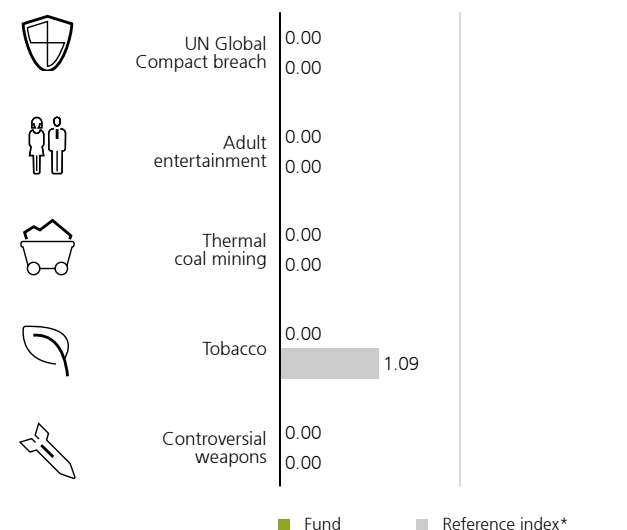 UN Global
Compact breach
0.00
0.00
Adult
entertainment
0.00
0.00
Thermal
coal mining
0.00
0.00
Tobacco
0.00
1.09
Controversial
weapons
0.00
0.00
Fund
Reference index*